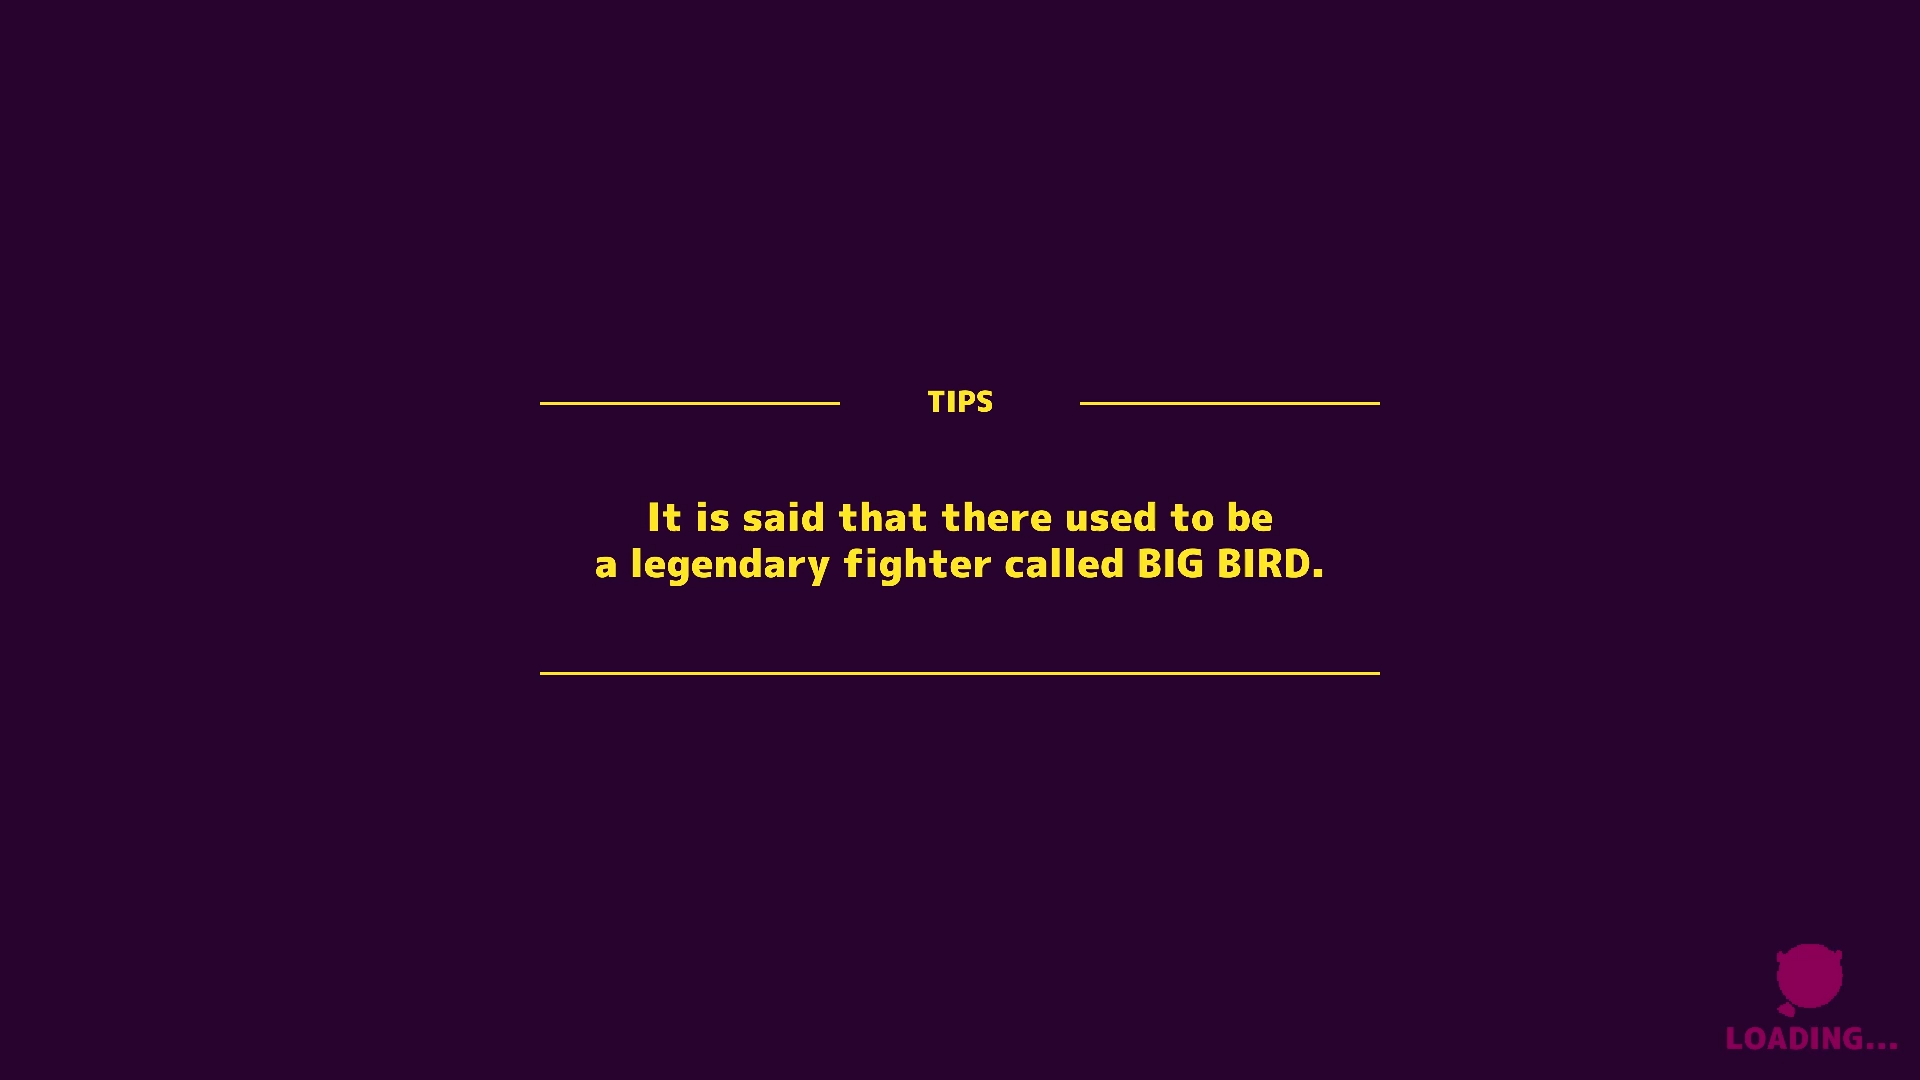 TIPS
It is said that there used to be
a legendary fighter called BIG BIRD.
LOADING...